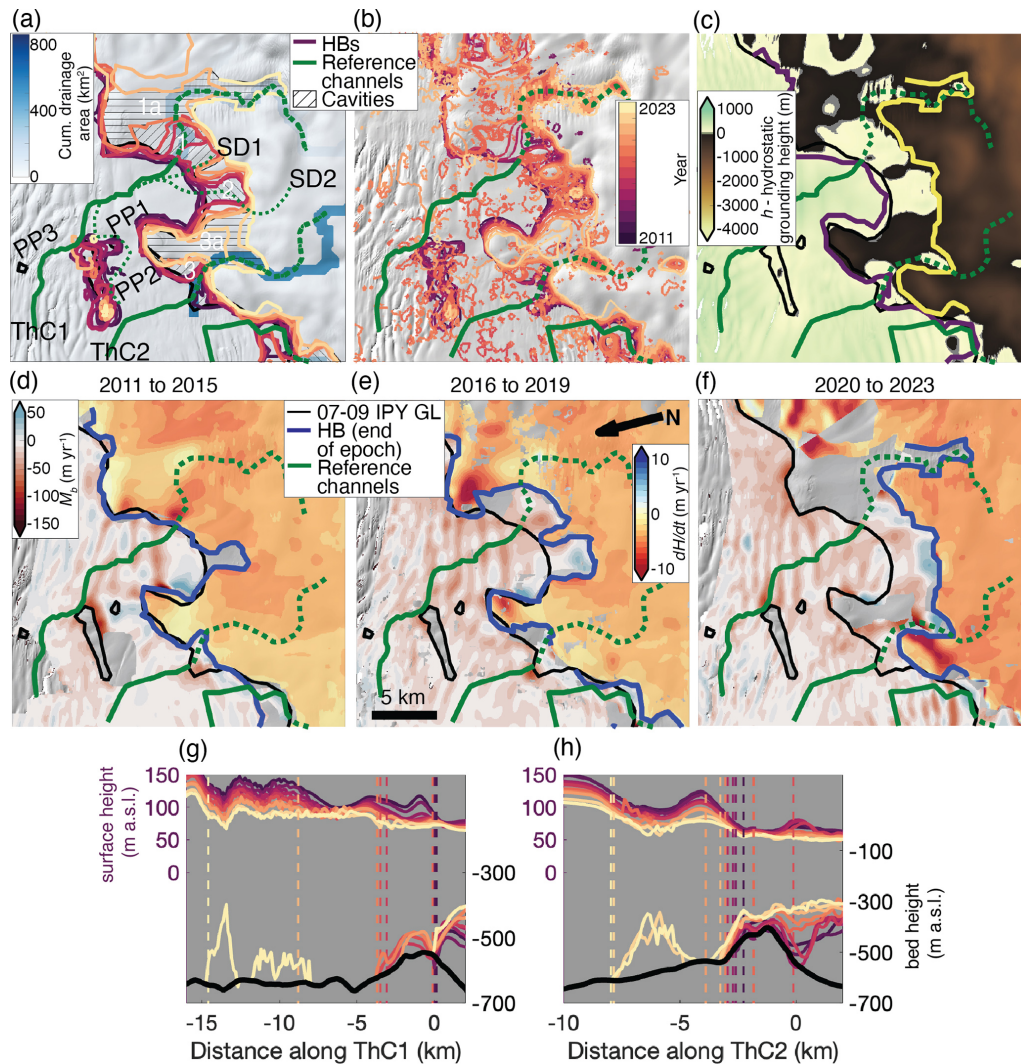 (a)
(b)
(c)
800
400
0
Cum. drainage
area (km²)
HBs
Reference
channels
Cavities
1a
1
SD1
SD2
2
3a
3
PP1
PP2
PP3
ThC1
ThC2
2023
Year
2011
1000
0
-1000
-2000
-3000
-4000
h - hydrostatic
grounding height (m)
(d)
2011 to 2015
(e)
2016 to 2019
(f)
2020 to 2023
50
0
-50
-100
-150
Ṁb (m yr⁻¹)
07-09 IPY GL
HB (end
of epoch)
Reference
channels
N
10
0
-10
dH/dt (m yr⁻¹)
5 km
(g)
(h)
150
100
50
0
surface height
(m a.s.l.)
-300
-500
-700
-15
-10
-5
0
Distance along ThC1 (km)
150
100
50
0
-100
-300
-500
-700
bed height
(m a.s.l.)
-10
-5
0
Distance along ThC2 (km)